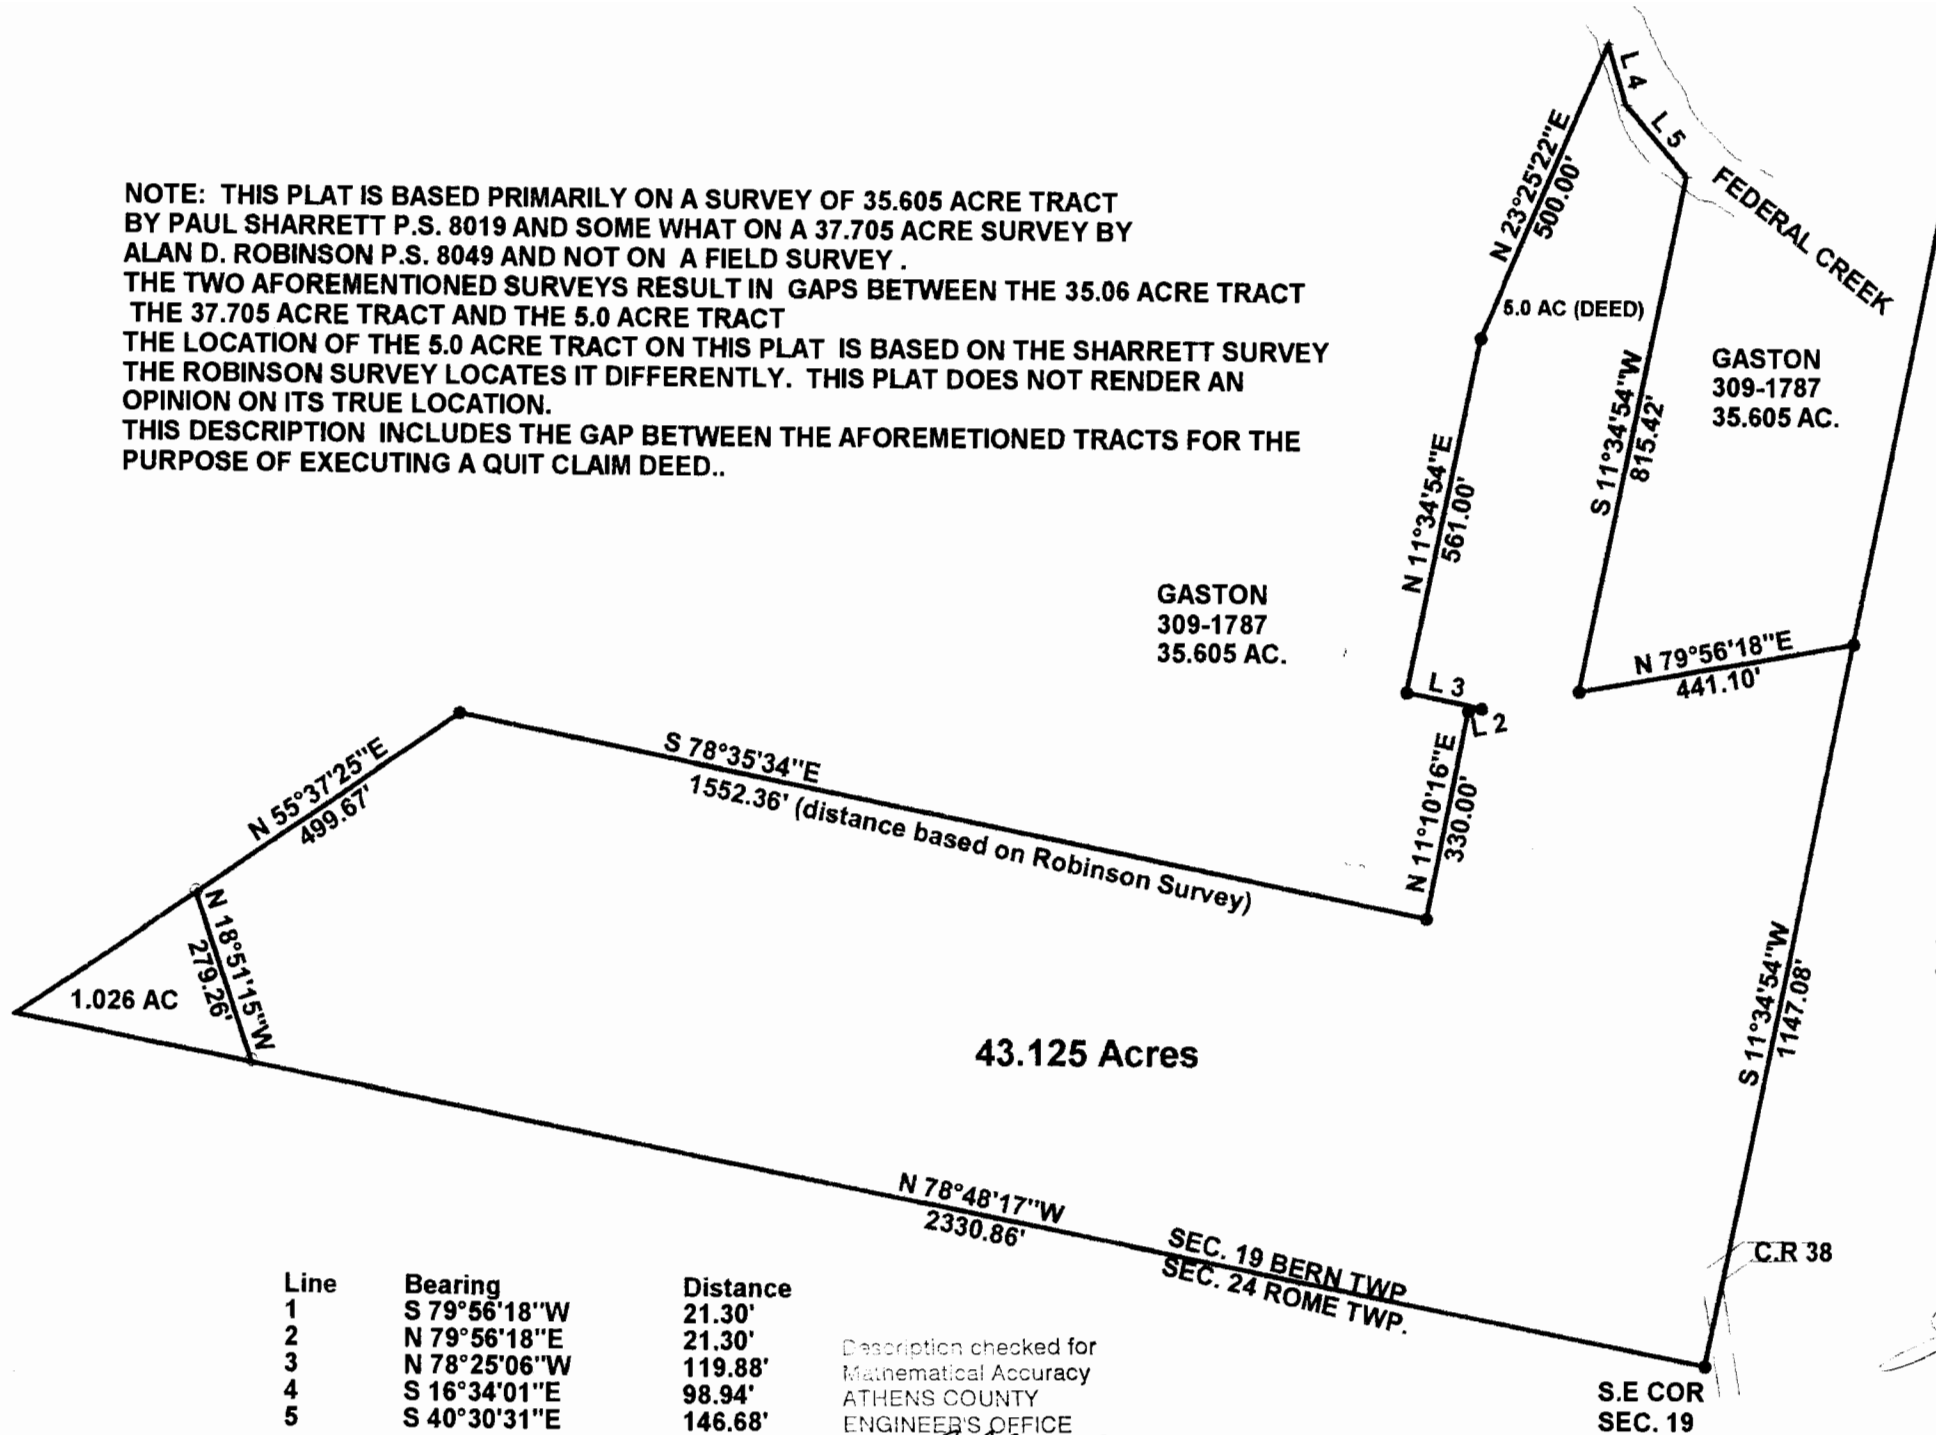 NOTE: THIS PLAT IS BASED PRIMARILY ON A SURVEY OF 35.605 ACRE TRACT
BY PAUL SHARRETT P.S. 8019 AND SOME WHAT ON A 37.705 ACRE SURVEY BY
ALAN D. ROBINSON P.S. 8049 AND NOT ON A FIELD SURVEY .
THE TWO AFOREMENTIONED SURVEYS RESULT IN GAPS BETWEEN THE 35.06 ACRE TRACT
THE 37.705 ACRE TRACT AND THE 5.0 ACRE TRACT
THE LOCATION OF THE 5.0 ACRE TRACT ON THIS PLAT IS BASED ON THE SHARRETT SURVEY
THE ROBINSON SURVEY LOCATES IT DIFFERENTLY. THIS PLAT DOES NOT RENDER AN
OPINION ON ITS TRUE LOCATION.
THIS DESCRIPTION INCLUDES THE GAP BETWEEN THE AFOREMETIONED TRACTS FOR THE
PURPOSE OF EXECUTING A QUIT CLAIM DEED..
L 4
L 5
FEDERAL CREEK
N 23°25'22"E
500.00'
5.0 AC (DEED)
GASTON
309-1787
35.605 AC.
S 11°34'54"W
815.42'
N 11°34'54"E
561.00'
GASTON
309-1787
35.605 AC.
N 79°56'18"E
441.10'
L 3
L 2
N 11°10'16"E
330.00'
S 78°35'34"E
1552.36' (distance based on Robinson Survey)
N 55°37'25"E
499.67'
N 18°51'15"W
279.26'
1.026 AC
43.125 Acres
S 11°34'54"W
1147.08'
N 78°48'17"W
2330.86'
SEC. 19 BERN TWP
SEC. 24 ROME TWP.
C.R 38
S.E COR
SEC. 19
Line Bearing Distance
1 S 79°56'18"W 21.30'
2 N 79°56'18"E 21.30'
3 N 78°25'06"W 119.88'
4 S 16°34'01"E 98.94'
5 S 40°30'31"E 146.68'
Description checked for
Mathematical Accuracy
ATHENS COUNTY
ENGINEER'S OFFICE